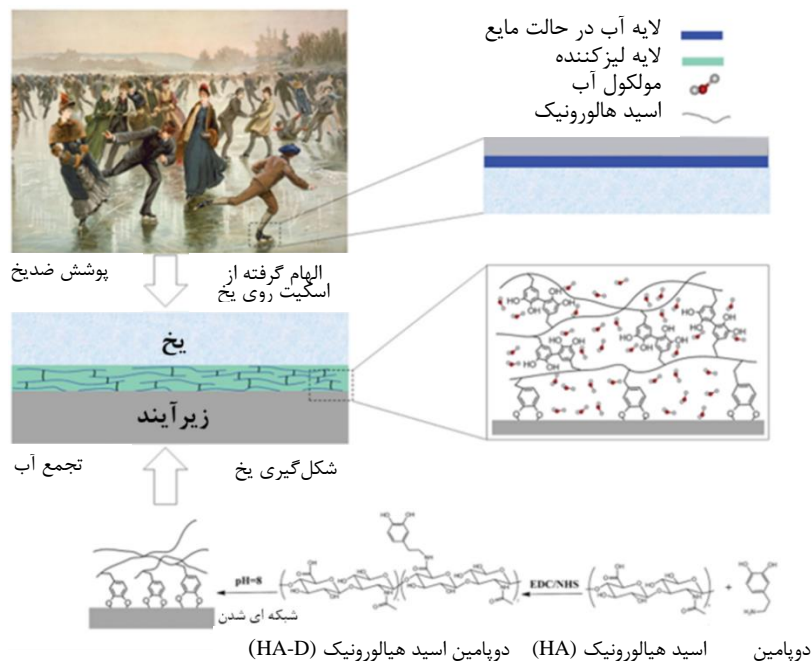 لایه آب در حالت مایع
لایه لیزکننده
مولکول آب
اسید هالورونیک
الهام گرفته از
اسکیت روی یخ
پوشش ضدیخ
یخ
زیرآیند
شکل‌گیری یخ
تجمع آب
شبکه ای شدن
pH=8
EDC/NHS
+
دوپامین
اسید هیالورونیک (HA)
دوپامین اسید هیالورونیک (HA-D)